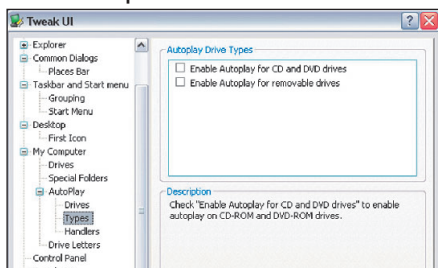 Tweak UI
Explorer
Common Dialogs
Places Bar
Taskbar and Start menu
Grouping
Start Menu
Desktop
First Icon
My Computer
Drives
Special Folders
AutoPlay
Drives
Types
Handlers
Drive Letters
Control Panel
Autoplay Drive Types
Enable Autoplay for CD and DVD drives
Enable Autoplay for removable drives
Description
Check "Enable Autoplay for CD and DVD drives" to enable
autoplay on CD-ROM and DVD-ROM drives.